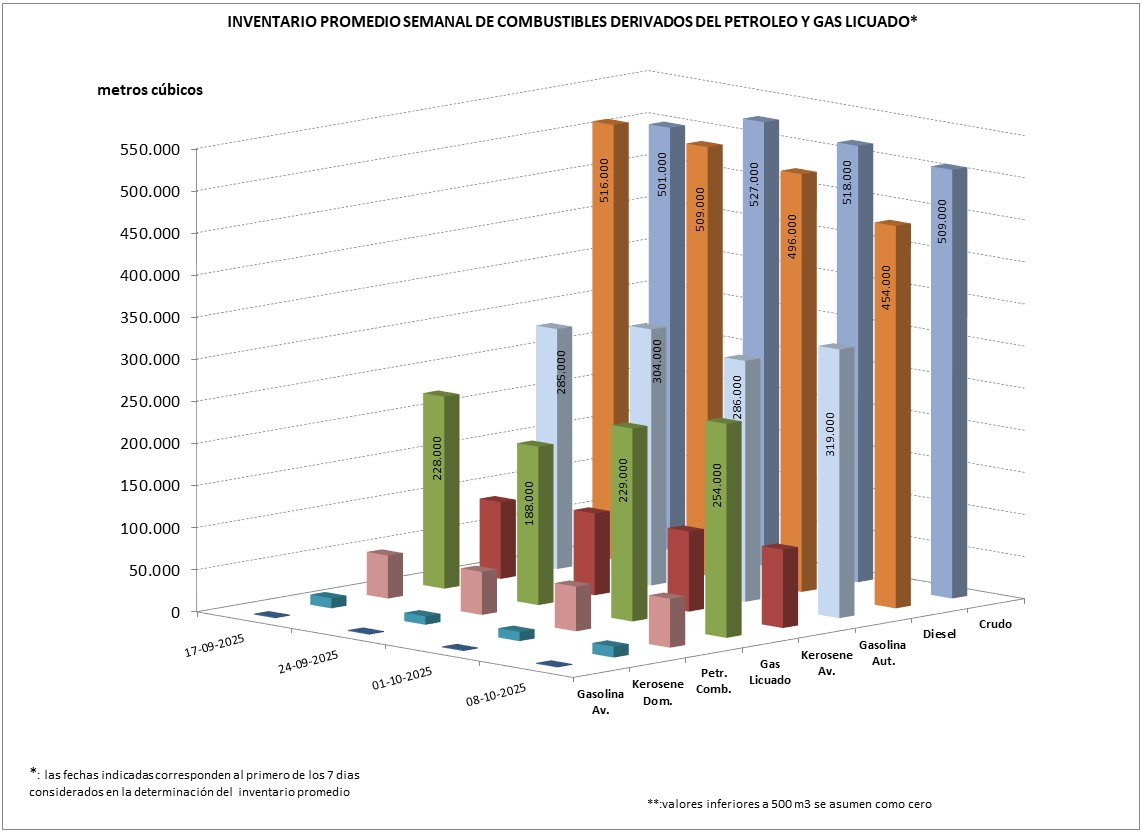 INVENTARIO PROMEDIO SEMANAL DE COMBUSTIBLES DERIVADOS DEL PETROLEO Y GAS LICUADO*
metros cúbicos
550.000
500.000
450.000
400.000
350.000
300.000
250.000
200.000
150.000
100.000
50.000
0
516.000
501.000
509.000
527.000
496.000
518.000
454.000
509.000
285.000
304.000
286.000
319.000
228.000
188.000
229.000
254.000
17-09-2025
24-09-2025
01-10-2025
08-10-2025
Gasolina
Av.
Kerosene
Dom.
Petr.
Comb.
Gas
Licuado
Kerosene
Av.
Gasolina
Aut.
Diesel
Crudo
*: las fechas indicadas corresponden al primero de los 7 dias
considerados en la determinación del inventario promedio
**:valores inferiores a 500 m3 se asumen como cero